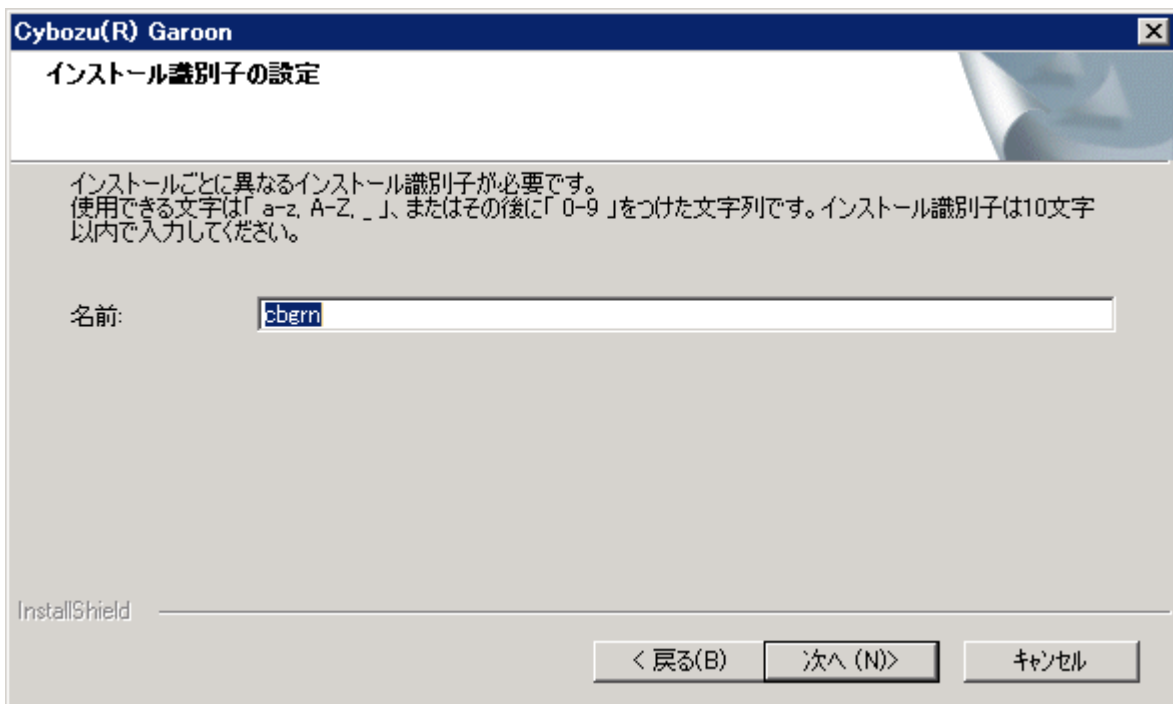 Cybozu(R) Garoon
インストール識別子の設定
インストールごとに異なるインストール識別子が必要です。
使用できる文字は「 a-z, A-Z, _ 」、またはその後に「 0-9 」をつけた文字列です。インストール識別子は10文字
以内で入力してください。
名前: cbgrn
InstallShield
< 戻る(B) 次へ (N)> キャンセル